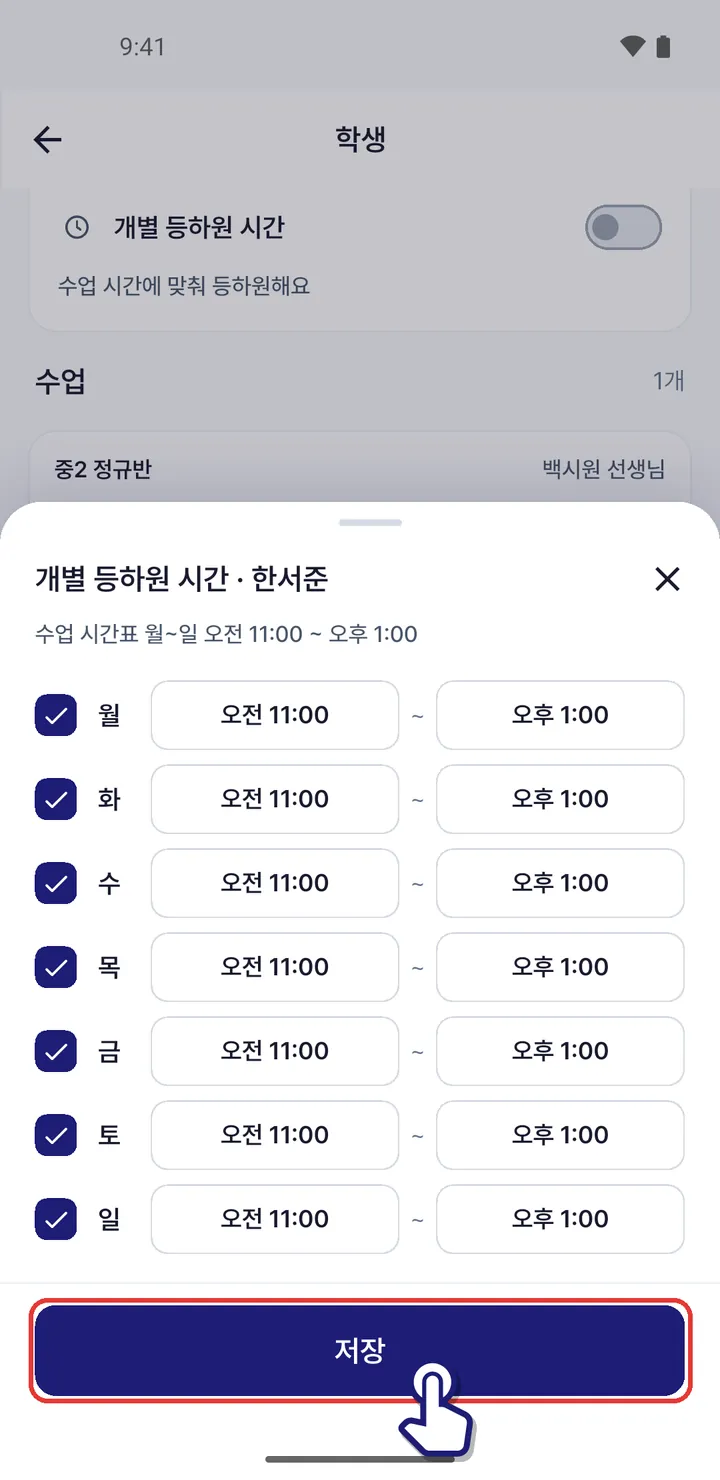 9:41
학생
개별 등하원 시간
수업 시간에 맞춰 등하원해요
수업 1개
중2 정규반 백시원 선생님
개별 등하원 시간 · 한서준
수업 시간표 월~일 오전 11:00 ~ 오후 1:00
월 오전 11:00 ~ 오후 1:00
화 오전 11:00 ~ 오후 1:00
수 오전 11:00 ~ 오후 1:00
목 오전 11:00 ~ 오후 1:00
금 오전 11:00 ~ 오후 1:00
토 오전 11:00 ~ 오후 1:00
일 오전 11:00 ~ 오후 1:00
저장